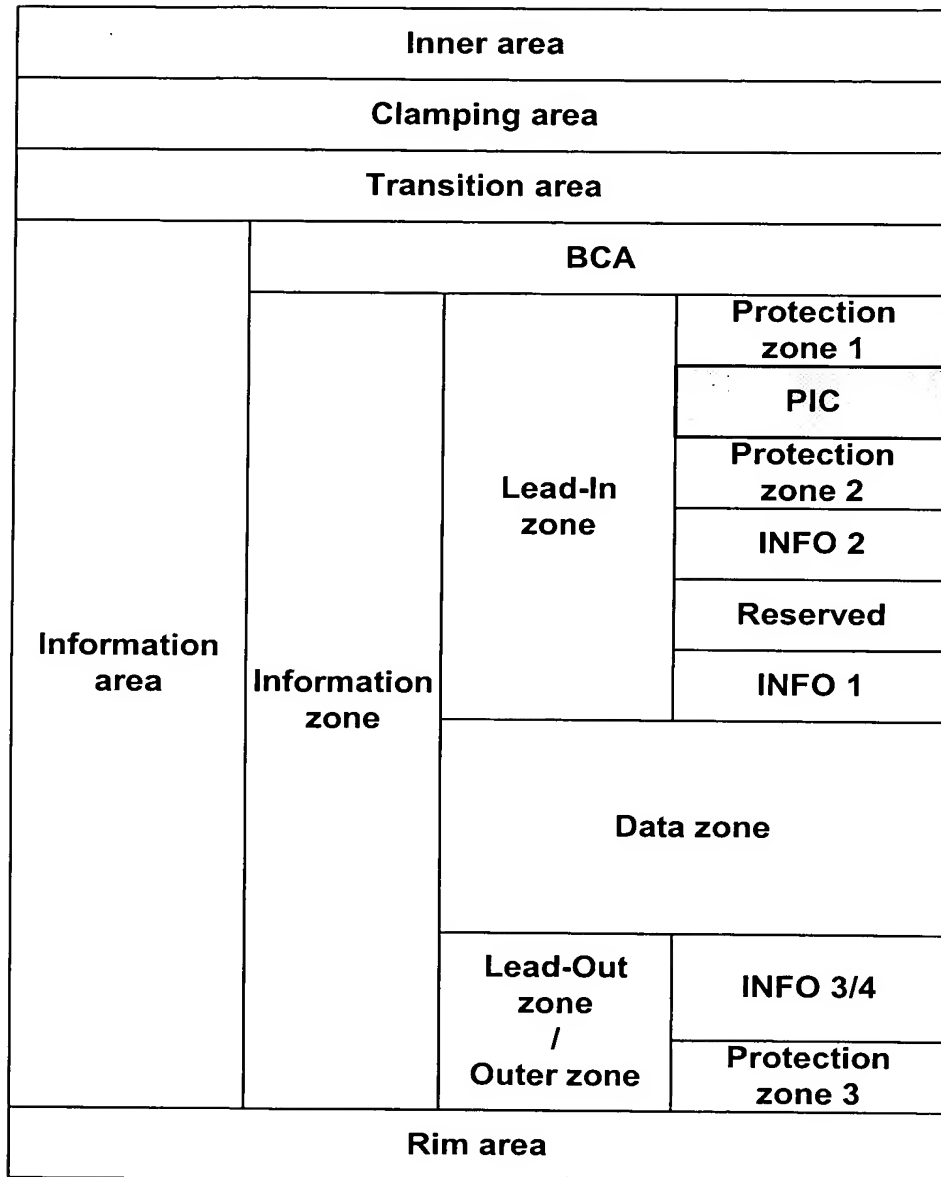 Inner area
Clamping area
Transition area
Information
area
BCA
Information
zone
Lead-In
zone
Protection
zone 1
PIC
Protection
zone 2
INFO 2
Reserved
INFO 1
Data zone
Lead-Out
zone
/
Outer zone
INFO 3/4
Protection
zone 3
Rim area